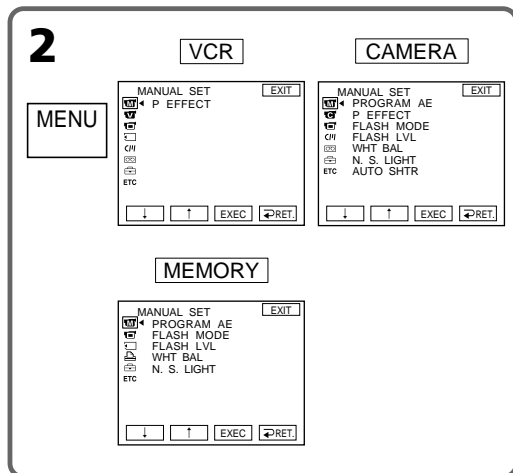 2
VCR
MENU
MANUAL SET EXIT
P EFFECT
ETC
↓ ↑ EXEC RET.
CAMERA
MANUAL SET EXIT
PROGRAM AE
P EFFECT
FLASH MODE
FLASH LVL
WHT BAL
N. S. LIGHT
ETC AUTO SHTR
↓ ↑ EXEC RET.
MEMORY
MANUAL SET EXIT
PROGRAM AE
FLASH MODE
FLASH LVL
WHT BAL
N. S. LIGHT
ETC
↓ ↑ EXEC RET.